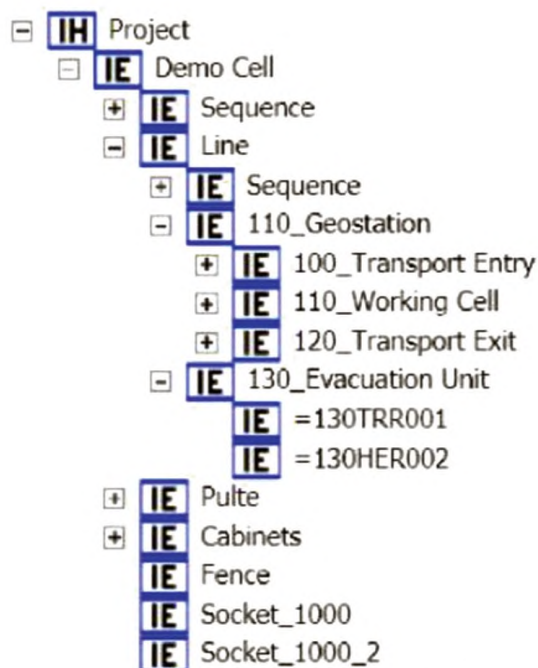 IH Project
IE Demo Cell
IE Sequence
IE Line
IE Sequence
IE 110_Geostation
IE 100_Transport Entry
IE 110_Working Cell
IE 120_Transport Exit
IE 130_Evacuation Unit
IE =130TRR001
IE =130HER002
IE Pulte
IE Cabinets
IE Fence
IE Socket_1000
IE Socket_1000_2